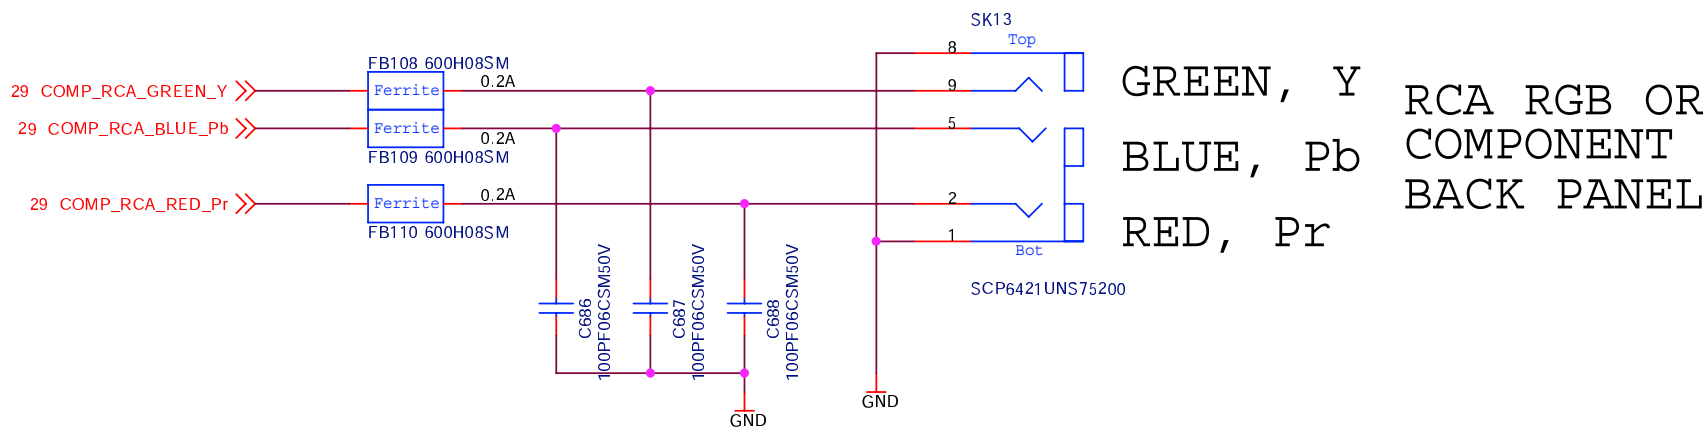 SK13
Top
8
FB108 600H08SM
0.2A
29 COMP_RCA_GREEN_Y
Ferrite
9
GREEN, Y
RCA RGB OR
29 COMP_RCA_BLUE_Pb
Ferrite
5
0.2A
FB109 600H08SM
BLUE, Pb
COMPONENT
29 COMP_RCA_RED_Pr
Ferrite
0.2A
2
BACK PANEL
FB110 600H08SM
1
RED, Pr
Bot
SCP6421UNS75200
C686
100PF06CSM50V
C687
100PF06CSM50V
C688
100PF06CSM50V
GND
GND